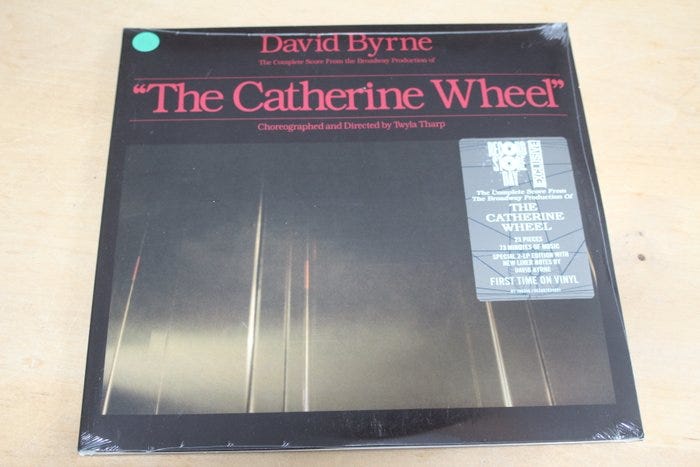 David Byrne
The Complete Score From the Broadway Production of
"The Catherine Wheel"
Choreographed and Directed by Twyla Tharp
RECORD
STORE
DAY
EXCLUSIVE
The Complete Score From
The Broadway Production Of
THE
CATHERINE
WHEEL
23 PIECES
73 MINUTES OF MUSIC
SPECIAL 2-LP EDITION WITH
NEW LINER NOTES BY
DAVID BYRNE
FIRST TIME ON VINYL